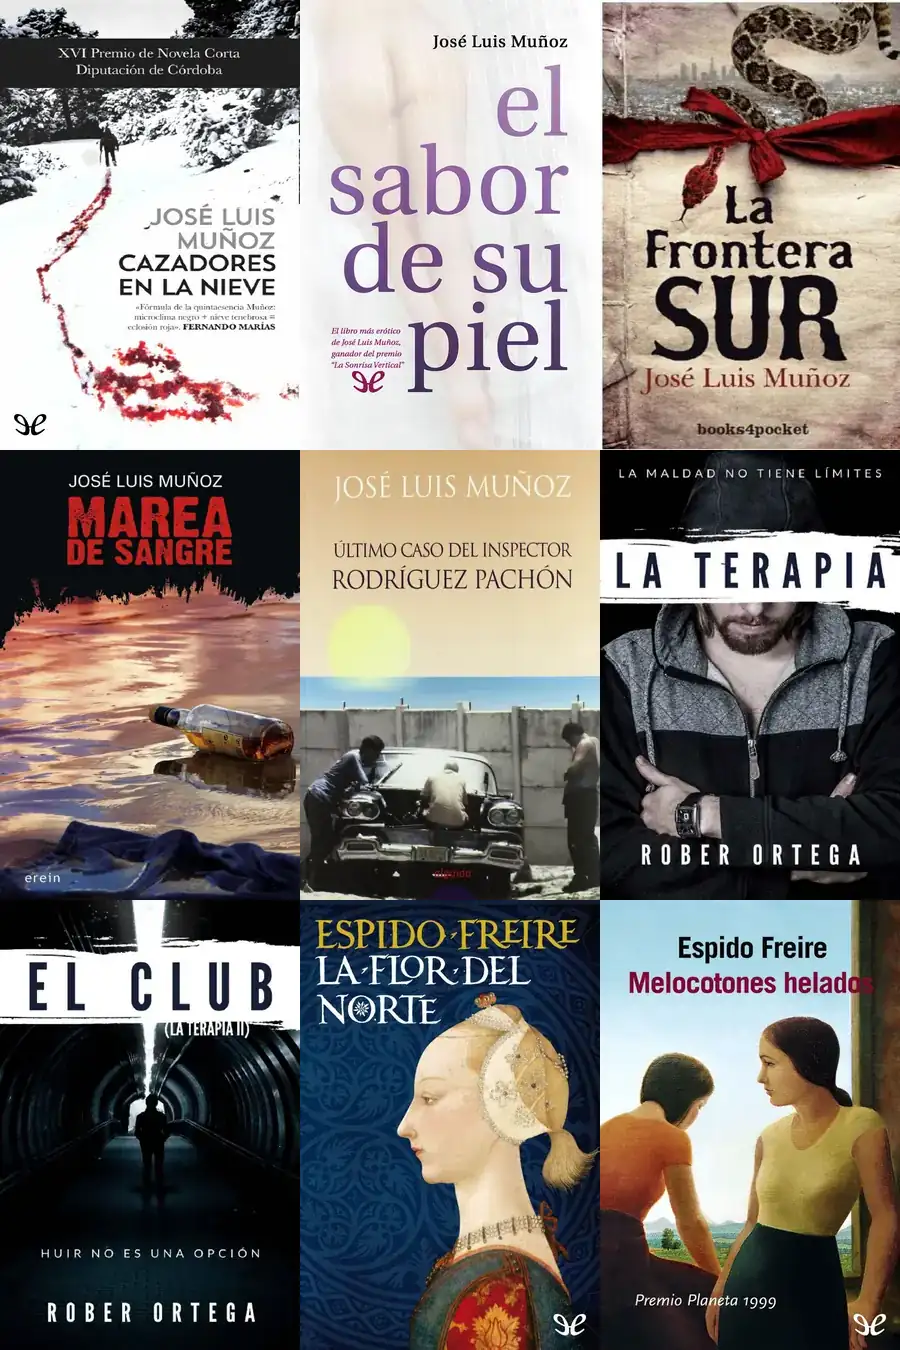 XVI Premio de Novela Corta
Diputación de Córdoba
JOSÉ LUIS
MUÑOZ
CAZADORES
EN LA NIEVE
«Fórmula de la quintaesencia Muñoz:
microclima negro + nieve tenebrosa =
eclosión roja». FERNANDO MARÍAS
José Luis Muñoz
el
sabor
de su
piel
El libro más erótico
de José Luis Muñoz,
ganador del premio
"La Sonrisa Vertical"
La
Frontera
SUR
José Luis Muñoz
books4pocket
JOSÉ LUIS MUÑOZ
MAREA
DE SANGRE
erein
JOSÉ LUIS MUÑOZ
ÚLTIMO CASO DEL INSPECTOR
RODRÍGUEZ PACHÓN
algaida
LA MALDAD NO TIENE LÍMITES
LA TERAPIA
ROBER ORTEGA
EL CLUB
(LA TERAPIA II)
HUIR NO ES UNA OPCIÓN
ROBER ORTEGA
ESPIDO·FREIRE
LA·FLOR·DEL
NORTE
Espido Freire
Melocotones helados
Premio Planeta 1999